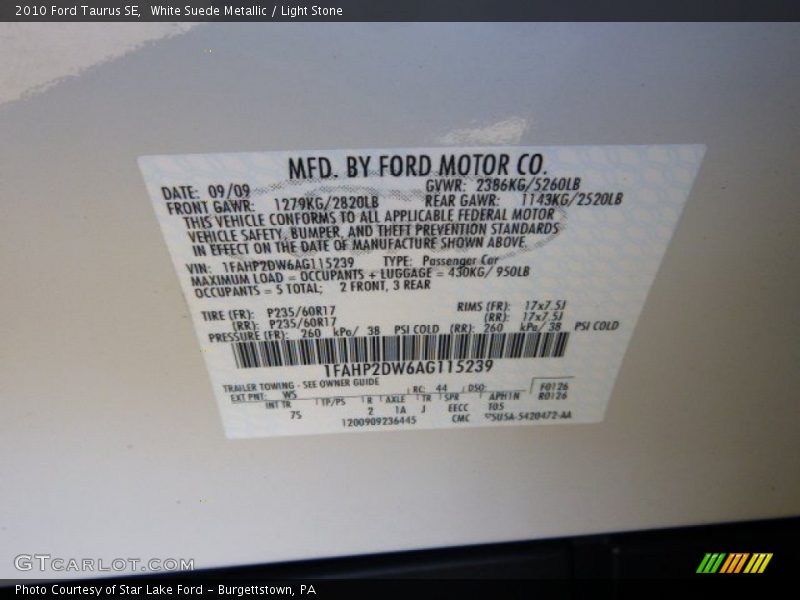 2010 Ford Taurus SE, White Suede Metallic / Light Stone
MFD. BY FORD MOTOR CO.
DATE: 09/09 GVWR: 2386KG/5260LB
FRONT GAWR: 1279KG/2820LB REAR GAWR: 1143KG/2520LB
THIS VEHICLE CONFORMS TO ALL APPLICABLE FEDERAL MOTOR
VEHICLE SAFETY, BUMPER, AND THEFT PREVENTION STANDARDS
IN EFFECT ON THE DATE OF MANUFACTURE SHOWN ABOVE.
VIN: 1FAHP2DW6AG115239 TYPE: Passenger Car
MAXIMUM LOAD = OCCUPANTS + LUGGAGE = 430KG/ 950LB
OCCUPANTS = 5 TOTAL; 2 FRONT, 3 REAR
TIRE (FR): P235/60R17 RIMS (FR): 17x7.5J
(RR): P235/60R17 (RR): 17x7.5J
PRESSURE (FR): 260 kPa/ 38 PSI COLD (RR): 260 kPa/ 38 PSI COLD
1FAHP2DW6AG115239
TRAILER TOWING - SEE OWNER GUIDE
EXT PNT: WS RC: 44 DSO: F0126
INT TR TP/PS R AXLE TR SPR APHIN R0126
75 2 1A J EECC T05
1200909236445 CMC 5U5A-5420472-AA
GTCARLOT.COM
Photo Courtesy of Star Lake Ford - Burgettstown, PA